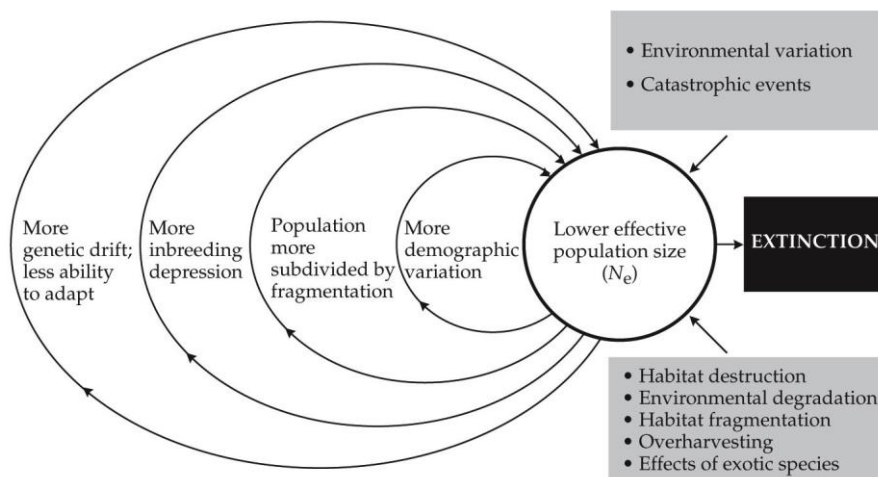 • Environmental variation
• Catastrophic events
More
genetic drift;
less ability
to adapt
More
inbreeding
depression
Population
more
subdivided by
fragmentation
More
demographic
variation
Lower effective
population size
(Ne)
EXTINCTION
• Habitat destruction
• Environmental degradation
• Habitat fragmentation
• Overharvesting
• Effects of exotic species